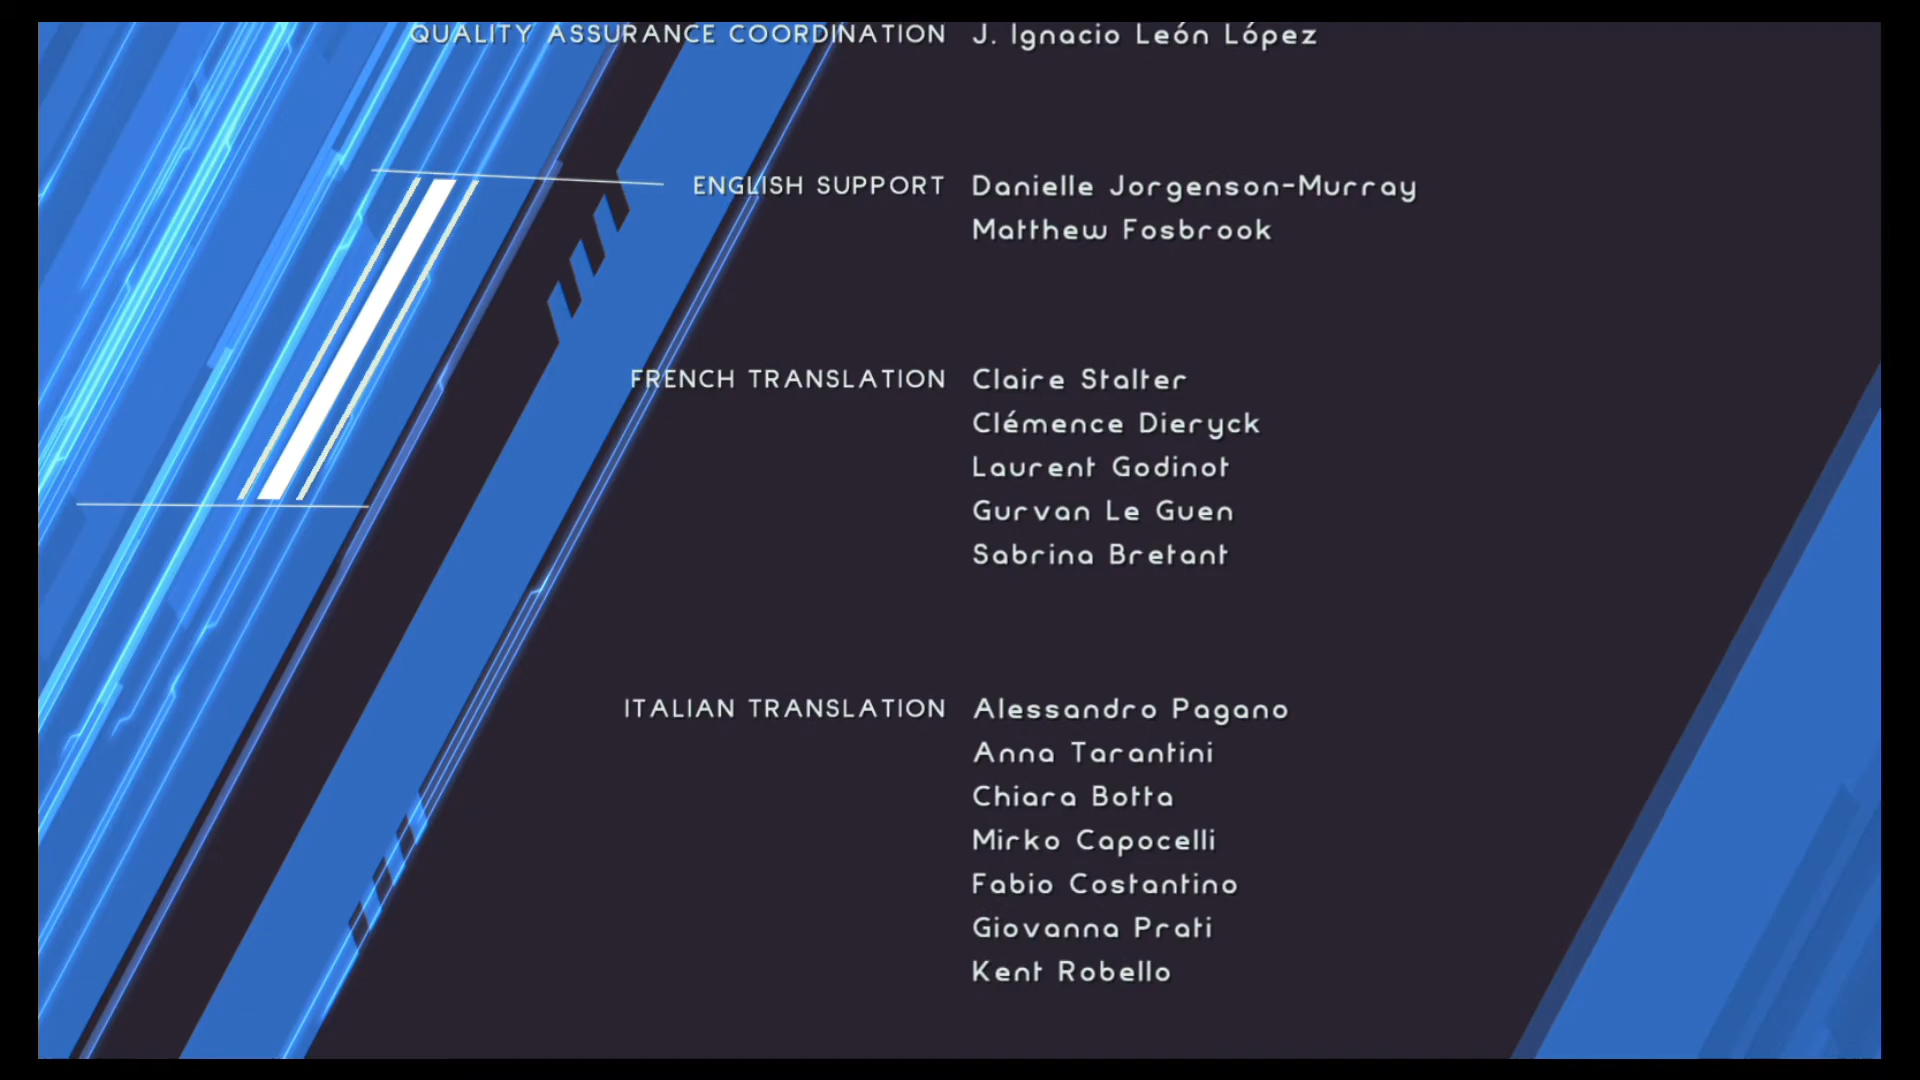 QUALITY ASSURANCE COORDINATION J. Ignacio León López
ENGLISH SUPPORT Danielle Jorgenson-Murray
Matthew Fosbrook
FRENCH TRANSLATION Claire Stalter
Clémence Dieryck
Laurent Godinot
Gurvan Le Guen
Sabrina Bretant
ITALIAN TRANSLATION Alessandro Pagano
Anna Tarantini
Chiara Botta
Mirko Capocelli
Fabio Costantino
Giovanna Prati
Kent Robello